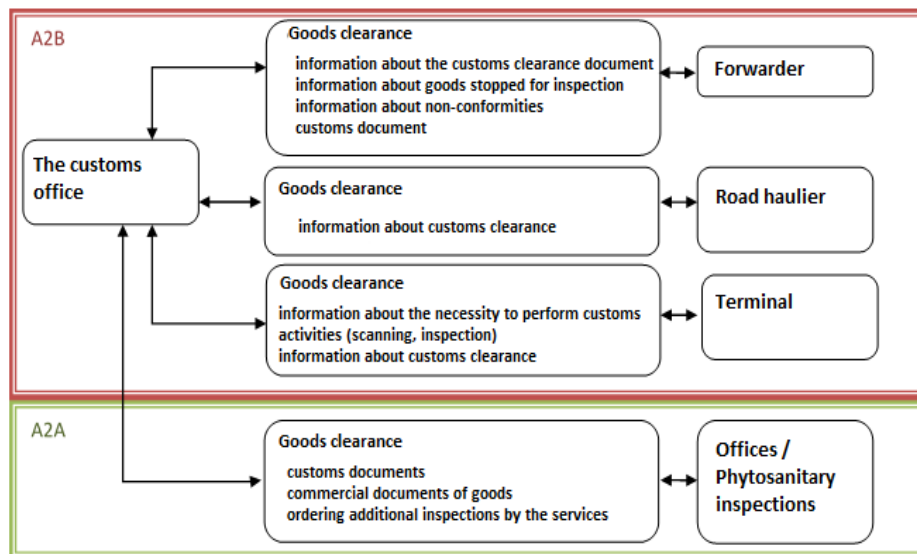 A2B
Goods clearance
information about the customs clearance document
information about goods stopped for inspection
information about non-conformities
customs document
Forwarder
The customs
office
Goods clearance
information about customs clearance
Road haulier
Goods clearance
information about the necessity to perform customs
activities (scanning, inspection)
information about customs clearance
Terminal
A2A
Goods clearance
customs documents
commercial documents of goods
ordering additional inspections by the services
Offices /
Phytosanitary
inspections